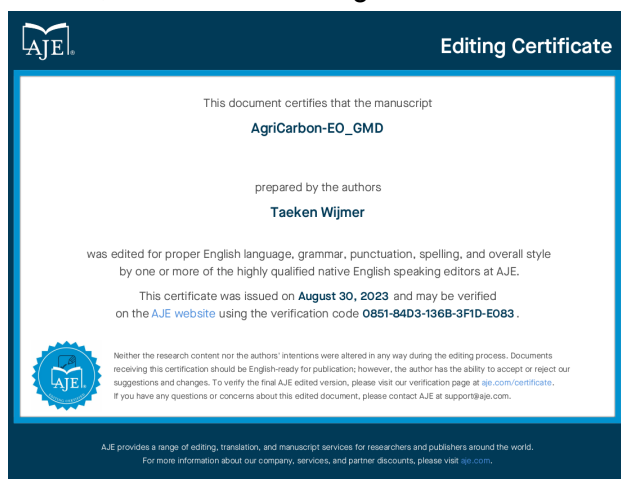 AJE®
Editing Certificate
This document certifies that the manuscript
AgriCarbon-EO_GMD
prepared by the authors
Taeken Wijmer
was edited for proper English language, grammar, punctuation, spelling, and overall style
by one or more of the highly qualified native English speaking editors at AJE.
This certificate was issued on August 30, 2023 and may be verified
on the AJE website using the verification code 0851-84D3-136B-3F1D-E083.
Neither the research content nor the authors' intentions were altered in any way during the editing process. Documents
receiving this certification should be English-ready for publication; however, the author has the ability to accept or reject our
suggestions and changes. To verify the final AJE edited version, please visit our verification page at aje.com/certificate.
If you have any questions or concerns about this edited document, please contact AJE at support@aje.com.
AJE
EDITING CERTIFICATE
AJE provides a range of editing, translation, and manuscript services for researchers and publishers around the world.
For more information about our company, services, and partner discounts, please visit aje.com.